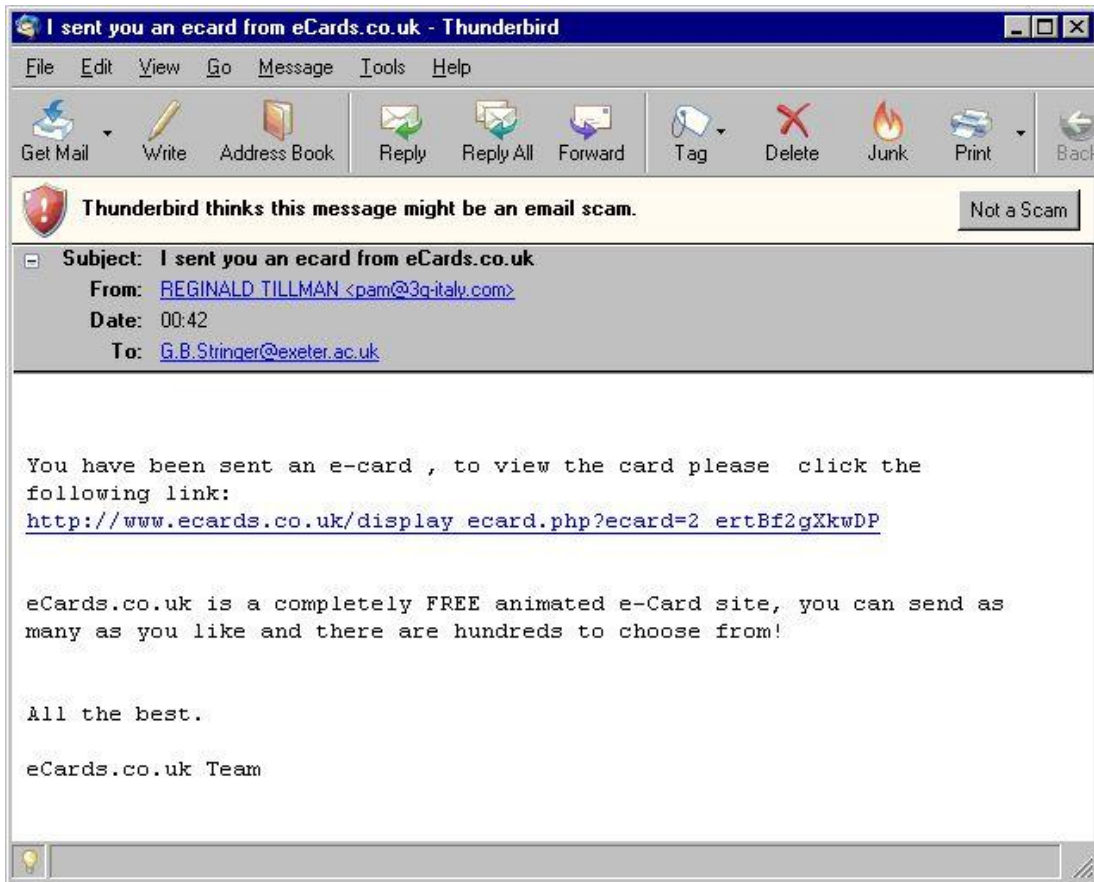 I sent you an ecard from eCards.co.uk - Thunderbird
File Edit View Go Message Tools Help
Get Mail Write Address Book Reply Reply All Forward Tag Delete Junk Print Back
Thunderbird thinks this message might be an email scam. Not a Scam
Subject: I sent you an ecard from eCards.co.uk
From: REGINALD TILLMAN <pam@3q-italy.com>
Date: 00:42
To: G.B.Stringer@exeter.ac.uk
You have been sent an e-card , to view the card please click the
following link:
http://www.ecards.co.uk/display_ecard.php?ecard=2_ertBf2gXkwDP
eCards.co.uk is a completely FREE animated e-Card site, you can send as
many as you like and there are hundreds to choose from!
All the best.
eCards.co.uk Team